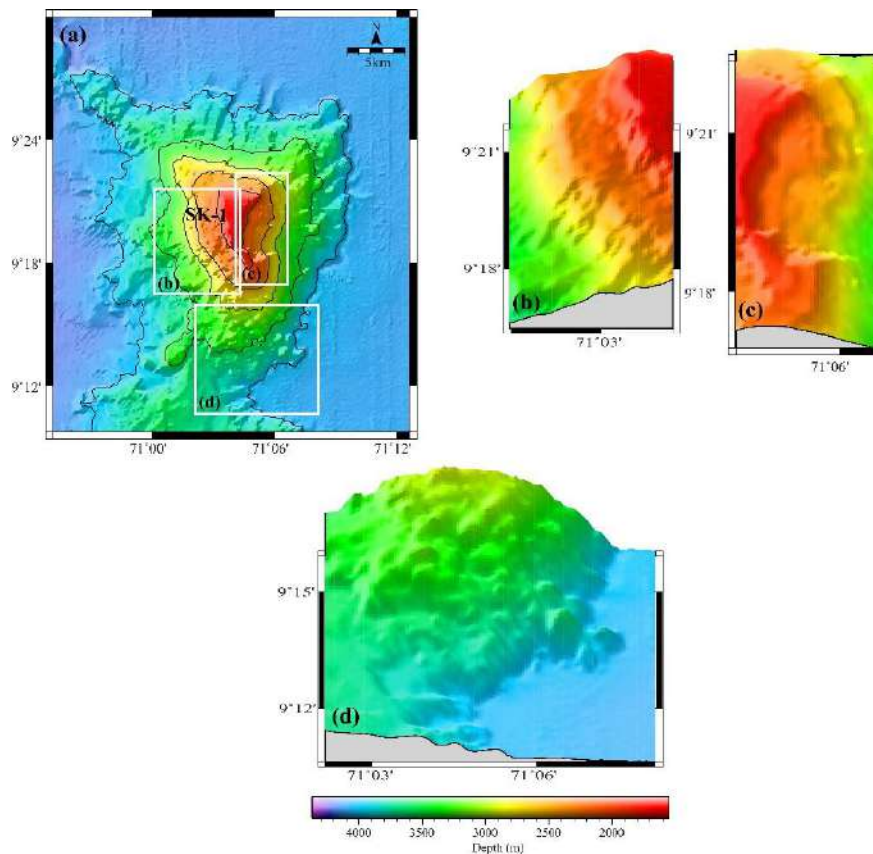 (a)
N
5km
9°24'
SK-1
9°18'
(b)
(c)
9°12'
(d)
71°00' 71°06' 71°12'
9°21'
9°18'
(b)
71°03'
9°21'
9°18'
(c)
71°06'
9°15'
9°12'
(d)
71°03' 71°06'
4000 3500 3000 2500 2000
Depth (m)